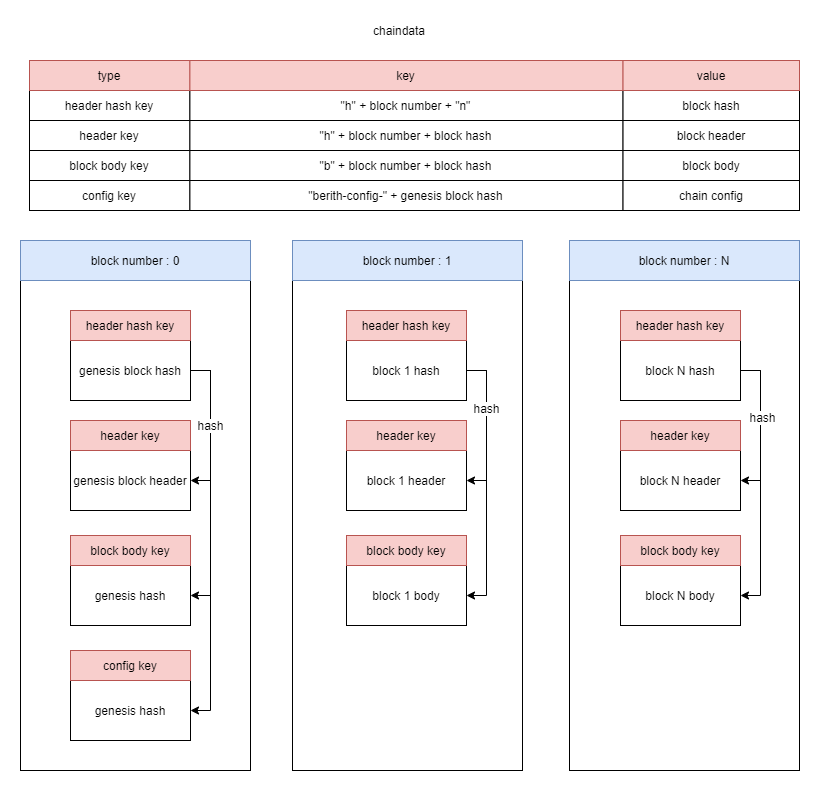 chaindata
type key value
header hash key "h" + block number + "n" block hash
header key "h" + block number + block hash block header
block body key "b" + block number + block hash block body
config key "berith-config-" + genesis block hash chain config
block number : 0
header hash key
genesis block hash
hash
header key
genesis block header
block body key
genesis hash
config key
genesis hash
block number : 1
header hash key
block 1 hash
hash
header key
block 1 header
block body key
block 1 body
block number : N
header hash key
block N hash
hash
header key
block N header
block body key
block N body